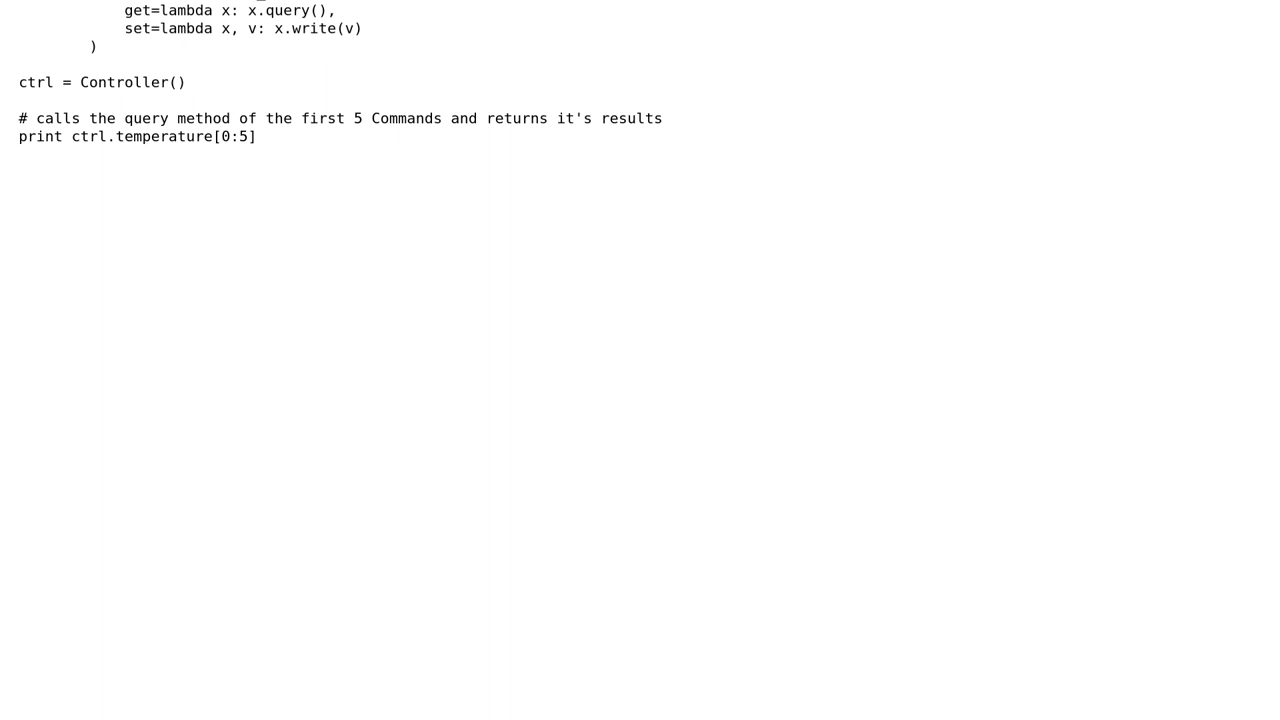 get=lambda x: x.query(),
set=lambda x, v: x.write(v)
)
ctrl = Controller()
# calls the query method of the first 5 Commands and returns it's results
print ctrl.temperature[0:5]